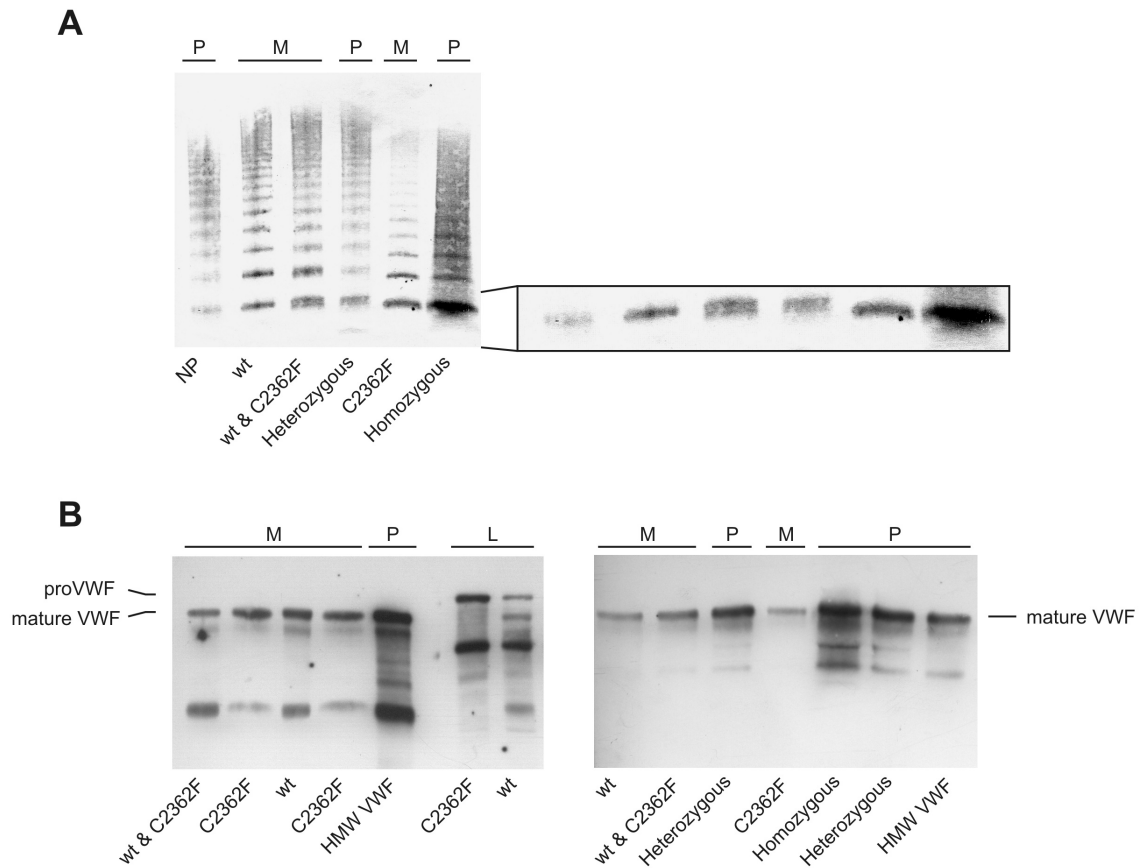 A
P M P M P
NP wt wt & C2362F Heterozygous C2362F Homozygous
B
M P L M P M P
proVWF
mature VWF
mature VWF
wt & C2362F C2362F wt C2362F HMW VWF C2362F wt
wt wt & C2362F Heterozygous C2362F Homozygous Heterozygous HMW VWF